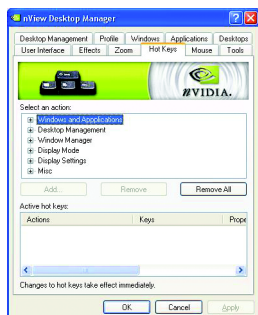 nView Desktop Manager
Desktop Management Profile Windows Applications Desktops
User Interface Effects Zoom Hot Keys Mouse Tools
nVIDIA.
Select an action:
Windows and Appplications
Desktop Management
Window Manager
Display Mode
Display Settings
Misc
Add... Remove Remove All
Active hot keys:
Actions Keys Prope
Changes to hot keys take effect immediately.
OK Cancel Apply